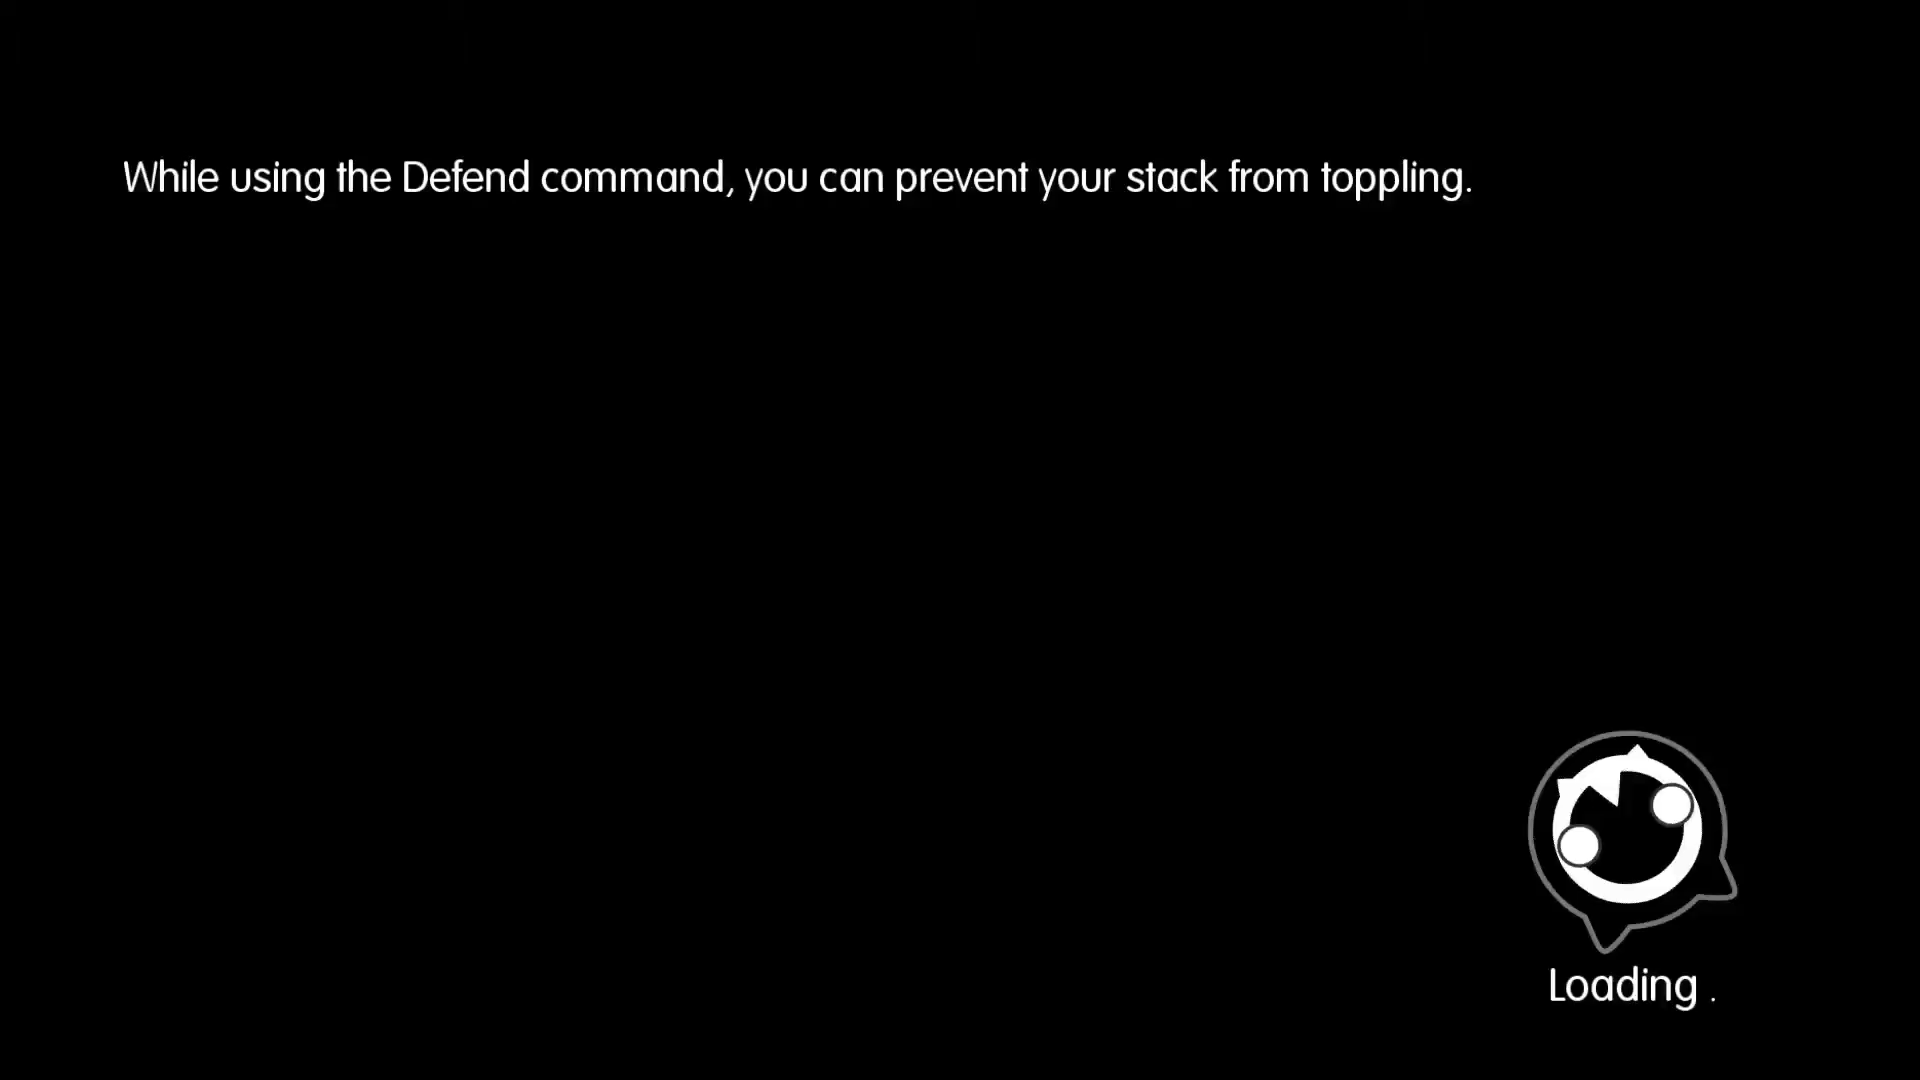 While using the Defend command, you can prevent your stack from toppling.
Loading .